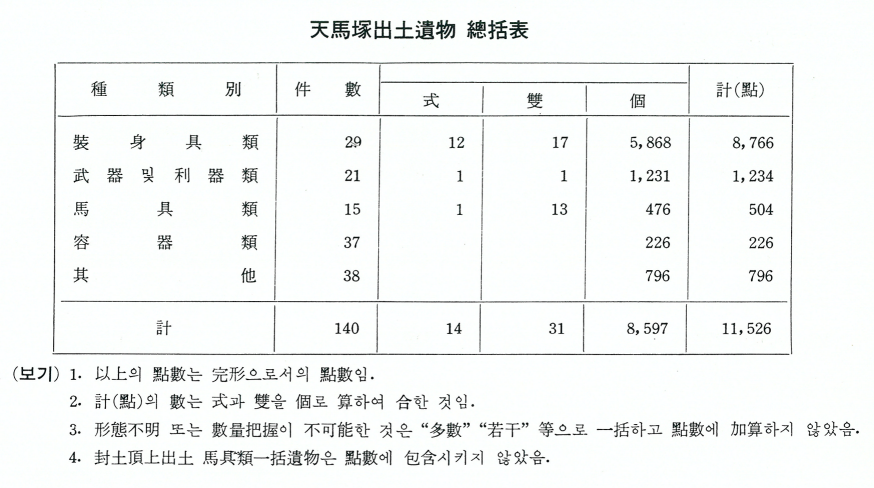 天馬塚出土遺物 總括表
種類別 件數 計(點)
式 雙 個
裝身具類 29 12 17 5,868 8,766
武器및利器類 21 1 1 1,231 1,234
馬具類 15 1 13 476 504
容器類 37 226 226
其他 38 796 796
計 140 14 31 8,597 11,526
(보기) 1. 以上의 點數는 完形으로서의 點數임.
2. 計(點)의 數는 式과 雙을 個로 算하여 合한 것임.
3. 形態不明 또는 數量把握이 不可能한 것은 “多數” “若干” 等으로 一括하고 點數에 加算하지 않았음.
4. 封土頂上出土 馬具類一括遺物은 點數에 包含시키지 않았음.